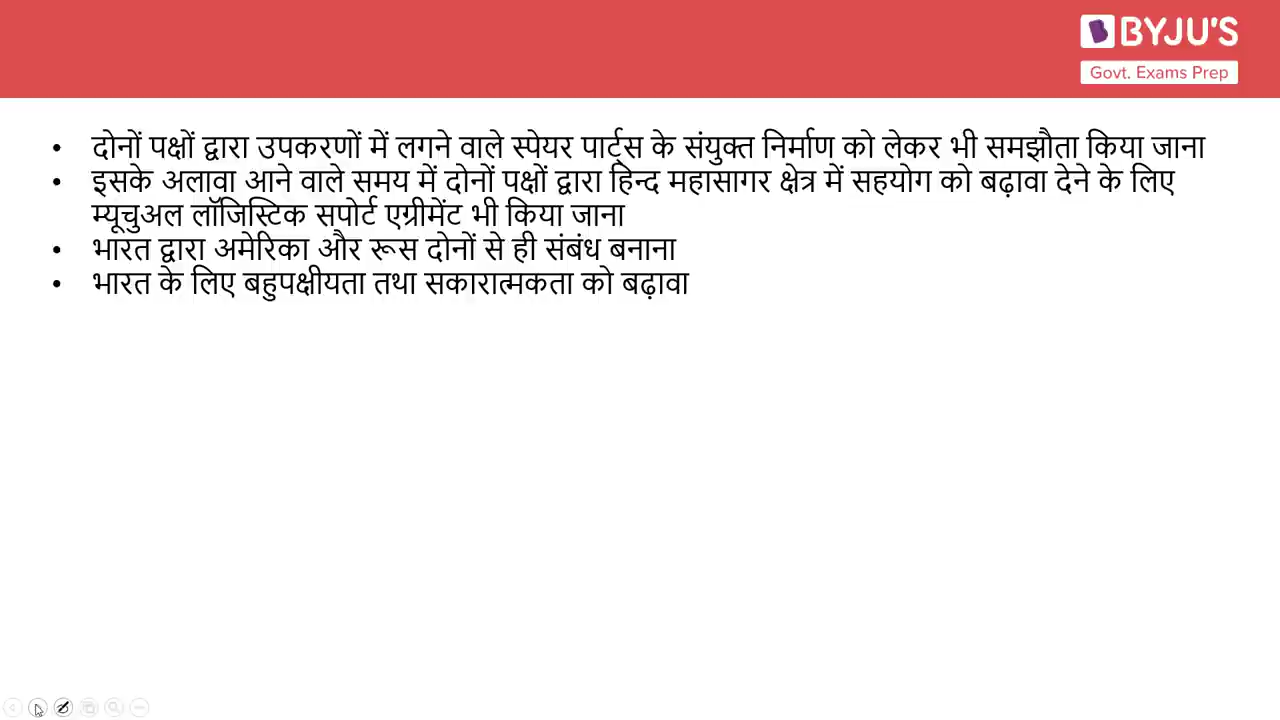 BYJU'S
Govt. Exams Prep
• दोनों पक्षों द्वारा उपकरणों में लगने वाले स्पेयर पार्ट्स के संयुक्त निर्माण को लेकर भी समझौता किया जाना
• इसके अलावा आने वाले समय में दोनों पक्षों द्वारा हिन्द महासागर क्षेत्र में सहयोग को बढ़ावा देने के लिए
म्यूचुअल लॉजिस्टिक सपोर्ट एग्रीमेंट भी किया जाना
• भारत द्वारा अमेरिका और रूस दोनों से ही संबंध बनाना
• भारत के लिए बहुपक्षीयता तथा सकारात्मकता को बढ़ावा